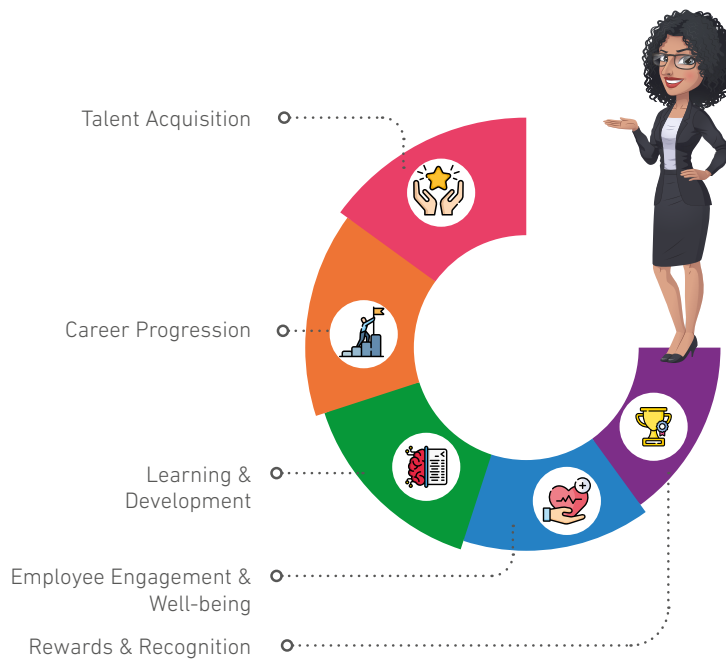 Talent Acquisition
Career Progression
Learning &
Development
Employee Engagement &
Well-being
Rewards & Recognition